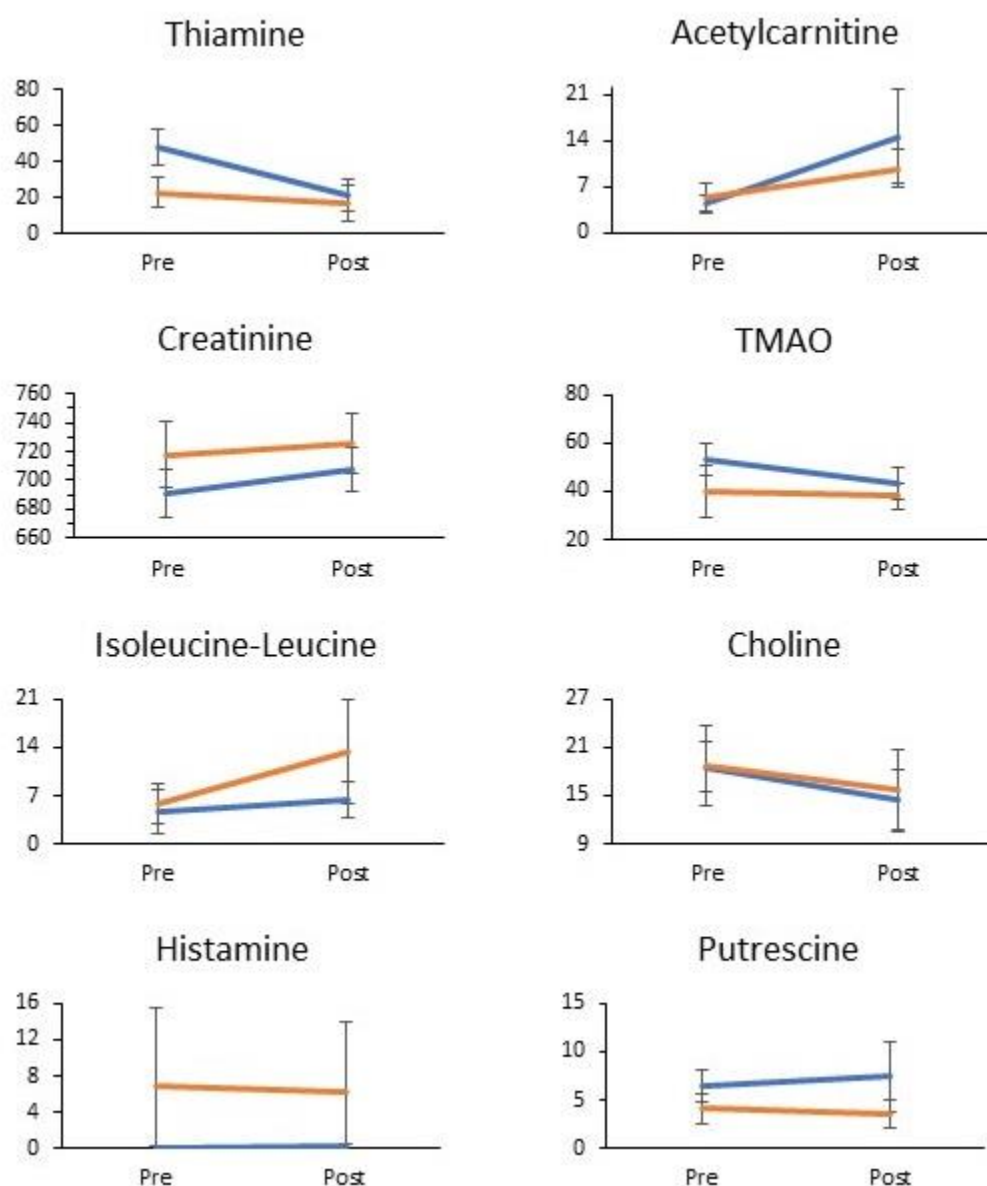 Thiamine
80
60
40
20
0
Pre Post
Acetylcarnitine
21
14
7
0
Pre Post
Creatinine
760
740
720
700
680
660
Pre Post
TMAO
80
60
40
20
Pre Post
Isoleucine-Leucine
21
14
7
0
Pre Post
Choline
27
21
15
9
Pre Post
Histamine
16
12
8
4
0
Pre Post
Putrescine
15
10
5
0
Pre Post